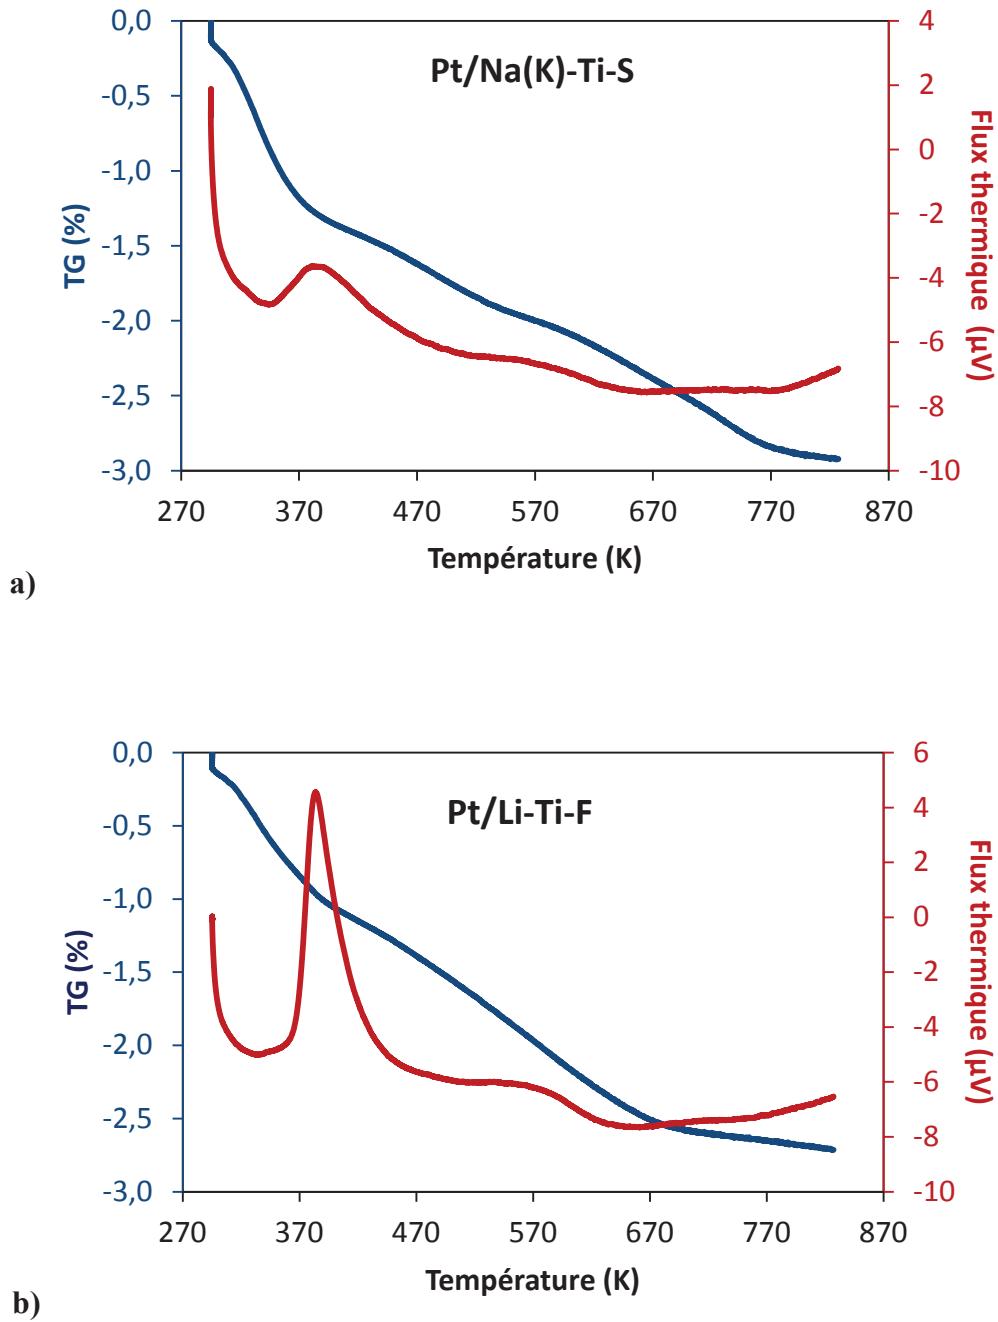 Pt/Na(K)-Ti-S
TG (%)
0,0
-0,5
-1,0
-1,5
-2,0
-2,5
-3,0
4
2
0
-2
-4
-6
-8
-10
Flux thermique (µV)
270 370 470 570 670 770 870
Température (K)
a)
Pt/Li-Ti-F
TG (%)
0,0
-0,5
-1,0
-1,5
-2,0
-2,5
-3,0
6
4
2
0
-2
-4
-6
-8
-10
Flux thermique (µV)
270 370 470 570 670 770 870
Température (K)
b)